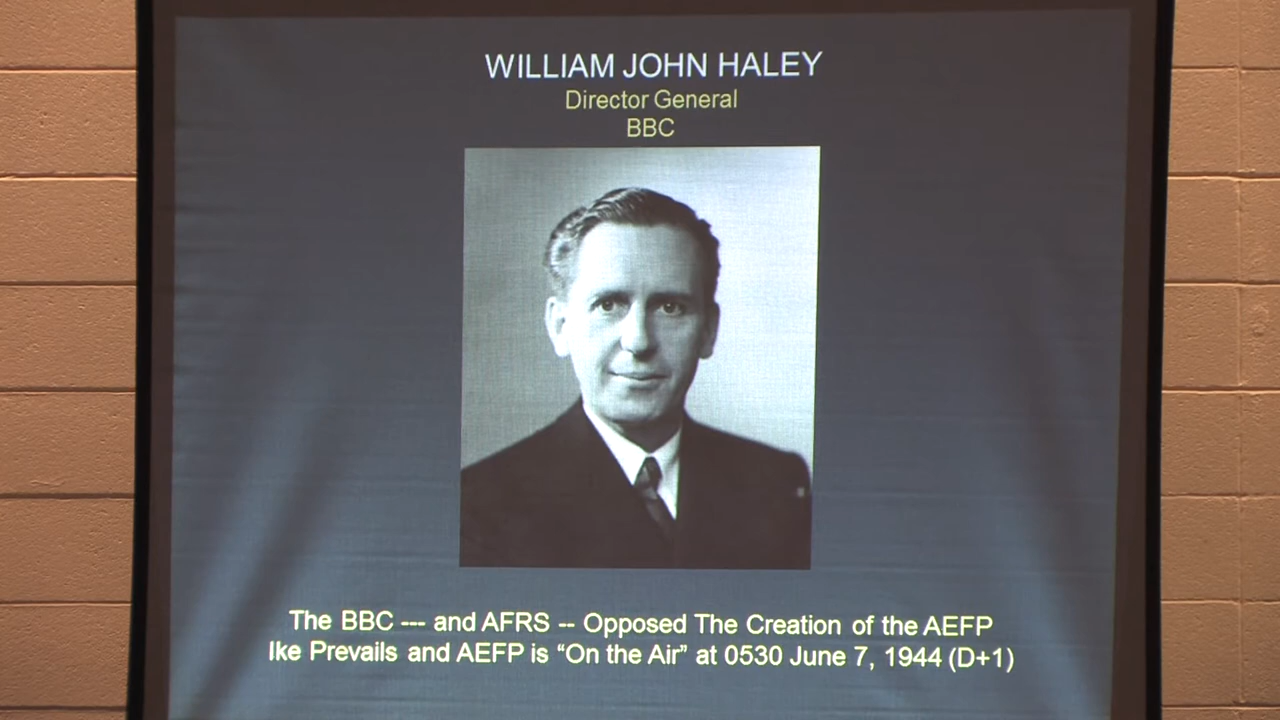 WILLIAM JOHN HALEY
Director General
BBC
The BBC --- and AFRS -- Opposed The Creation of the AEFP
Ike Prevails and AEFP is “On the Air” at 0530 June 7, 1944 (D+1)